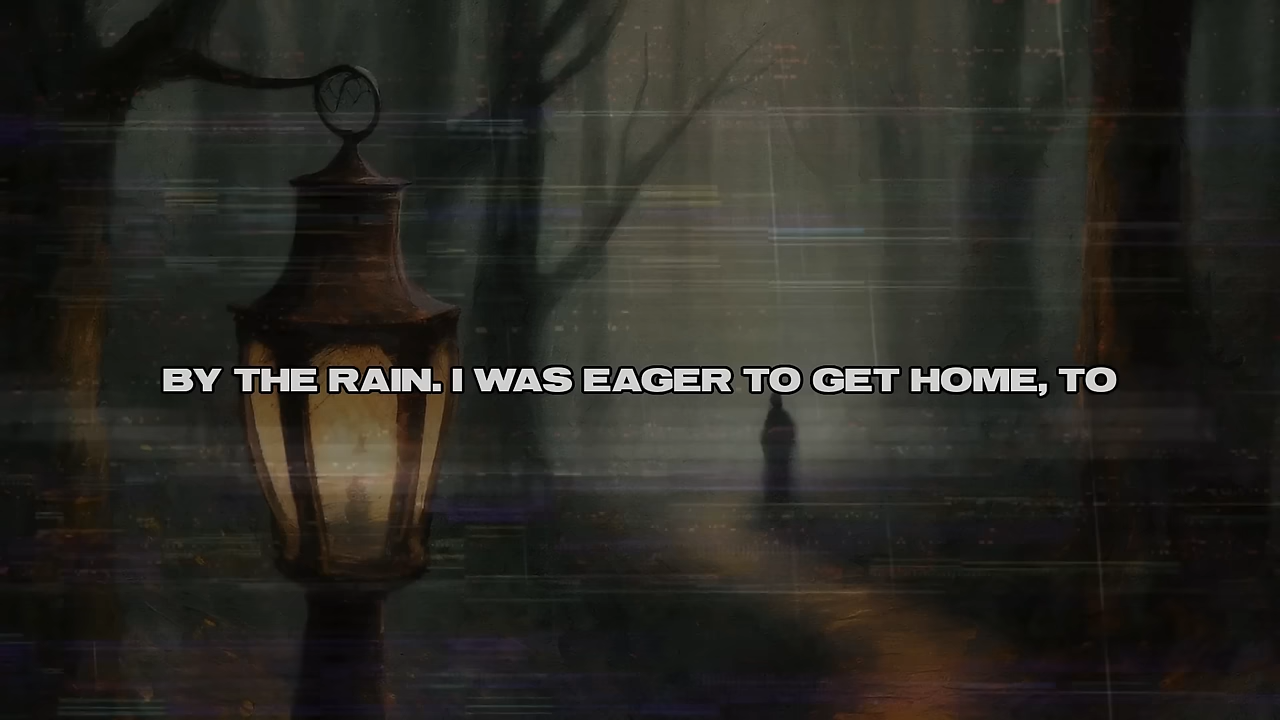 BY THE RAIN. I WAS EAGER TO GET HOME, TO